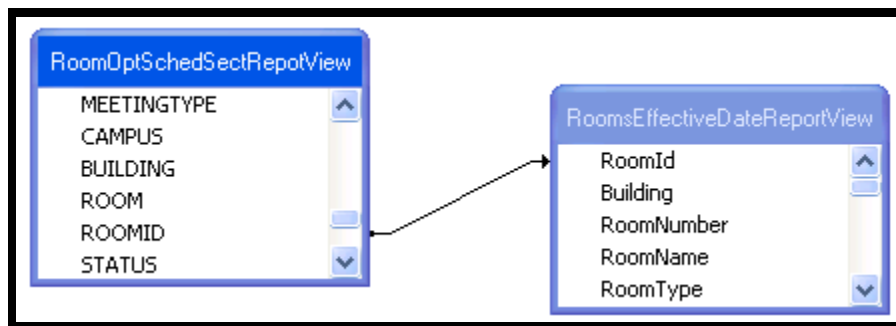 RoomOptSchedSectRepotView
MEETINGTYPE
CAMPUS
BUILDING
ROOM
ROOMID
STATUS
RoomsEffectiveDateReportView
RoomId
Building
RoomNumber
RoomName
RoomType